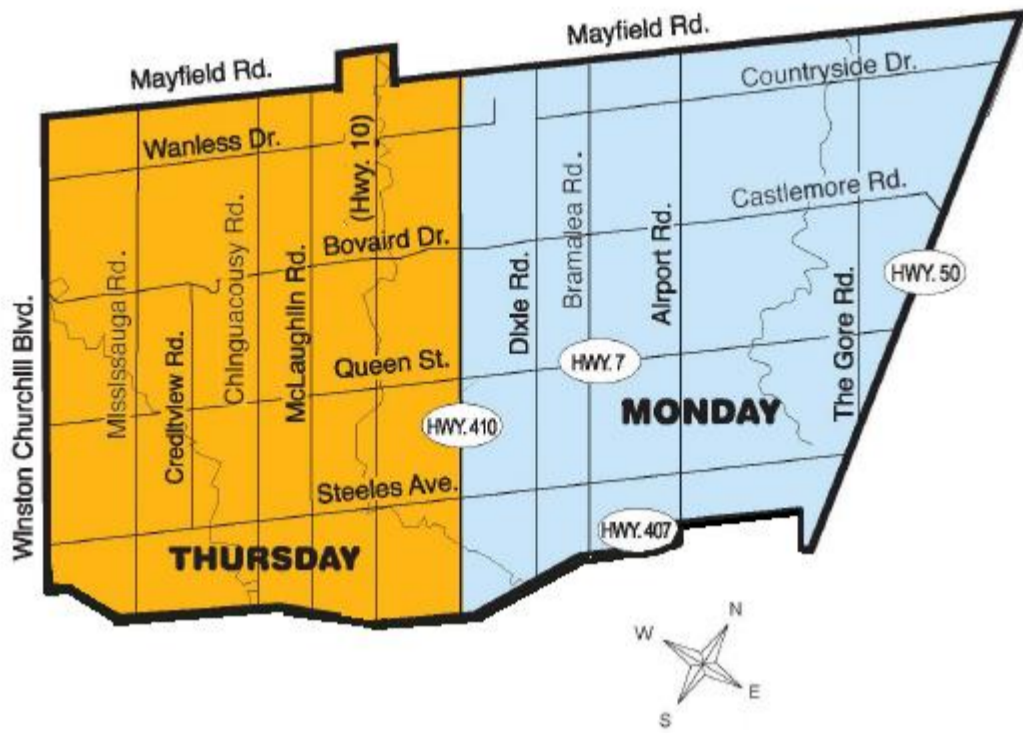 Mayfield Rd.
Mayfield Rd.
Countryside Dr.
Wanless Dr.
(Hwy. 10)
Castlemore Rd.
Bovaird Dr.
Mississauga Rd.
Creditview Rd.
Chinguacousy Rd.
McLaughlin Rd.
Dixie Rd.
Bramalea Rd.
Airport Rd.
The Gore Rd.
HWY. 50
Winston Churchill Blvd.
Queen St.
HWY. 7
MONDAY
HWY. 410
Steeles Ave.
HWY. 407
THURSDAY
N
W
E
S